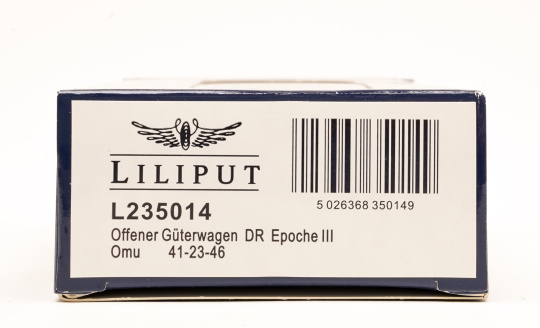 LILIPUT
L235014
5 026368 350149
Offener Güterwagen DR Epoche III
Omu 41-23-46